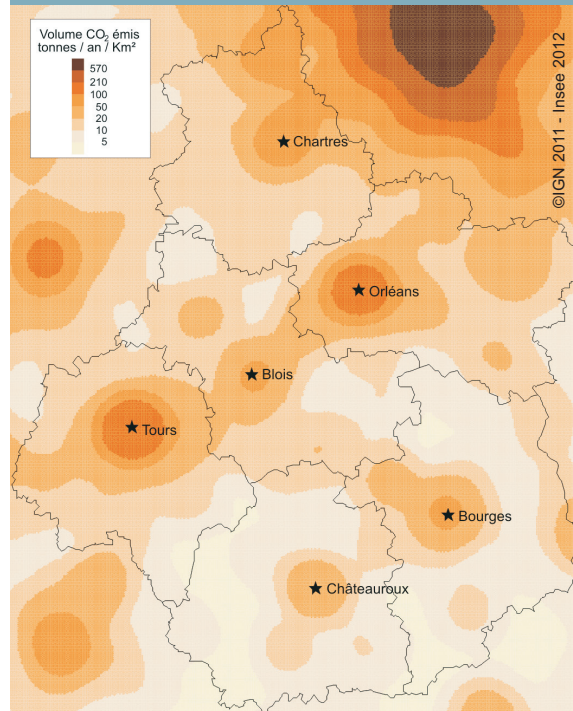 Volume CO₂ émis
tonnes / an / Km²
570
210
100
50
20
10
5
©IGN 2011 - Insee 2012
Chartres
Orléans
Blois
Tours
Bourges
Châteauroux